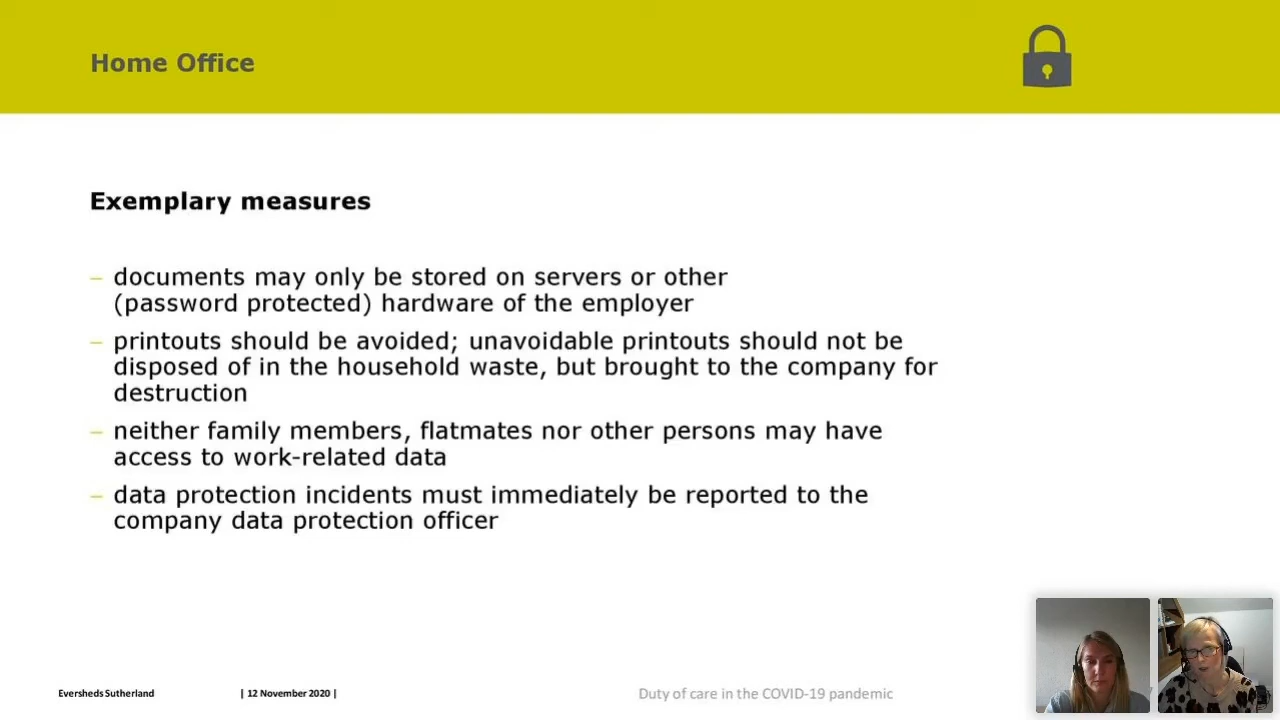 Home Office
Exemplary measures
– documents may only be stored on servers or other
(password protected) hardware of the employer
– printouts should be avoided; unavoidable printouts should not be
disposed of in the household waste, but brought to the company for
destruction
– neither family members, flatmates nor other persons may have
access to work-related data
– data protection incidents must immediately be reported to the
company data protection officer
Eversheds Sutherland | 12 November 2020 | Duty of care in the COVID-19 pandemic